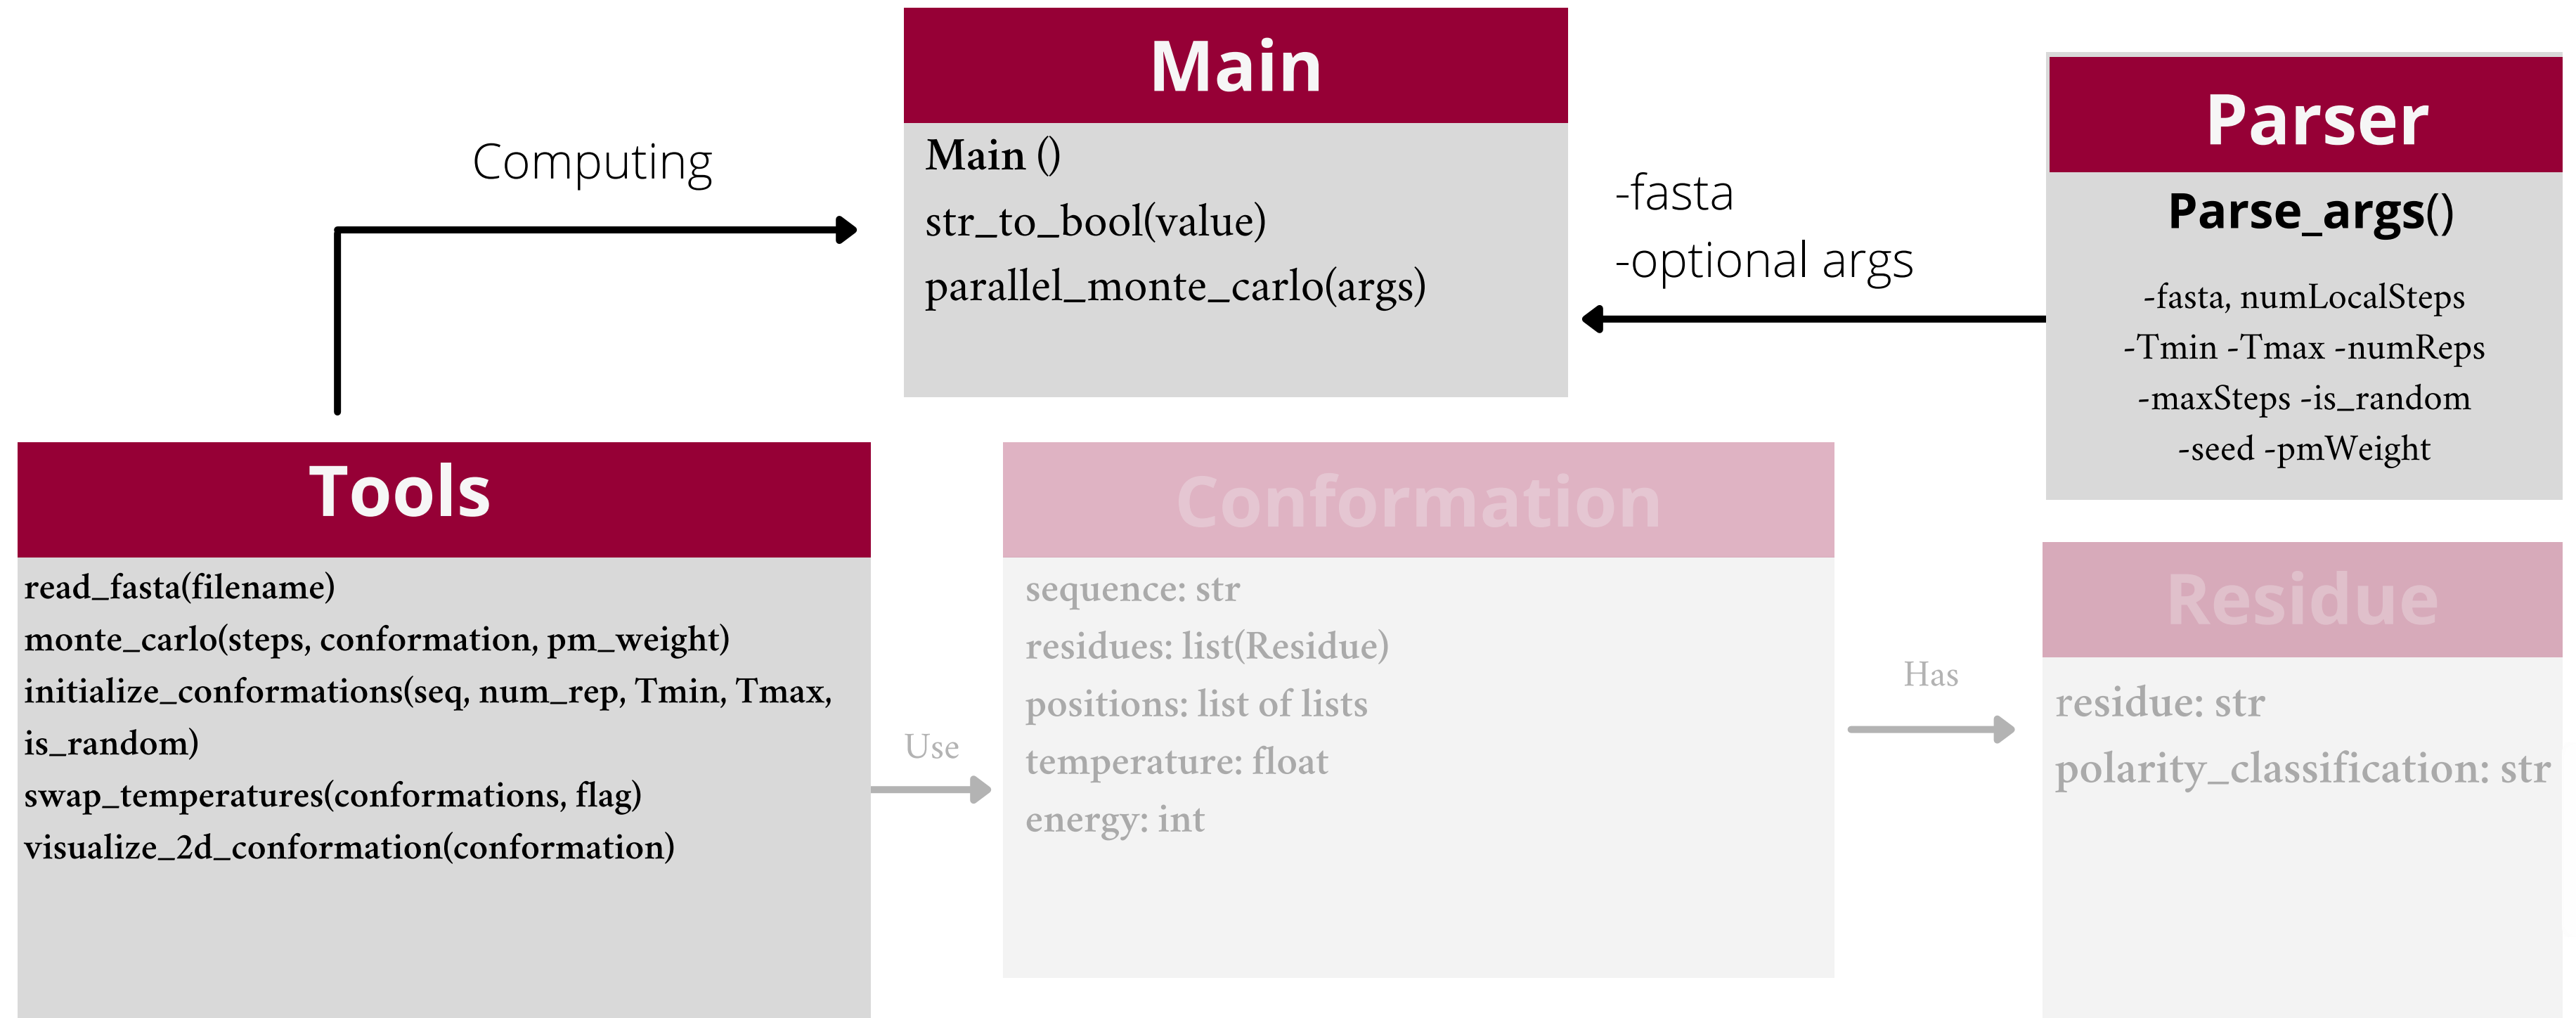 Main
Main ()
str_to_bool(value)
parallel_monte_carlo(args)
Computing
-fasta
-optional args
Parser
Parse_args()
-fasta, numLocalSteps
-Tmin -Tmax -numReps
-maxSteps -is_random
-seed -pmWeight
Tools
read_fasta(filename)
monte_carlo(steps, conformation, pm_weight)
initialize_conformations(seq, num_rep, Tmin, Tmax,
is_random)
swap_temperatures(conformations, flag)
visualize_2d_conformation(conformation)
Use
Conformation
sequence: str
residues: list(Residue)
positions: list of lists
temperature: float
energy: int
Has
Residue
residue: str
polarity_classification: str